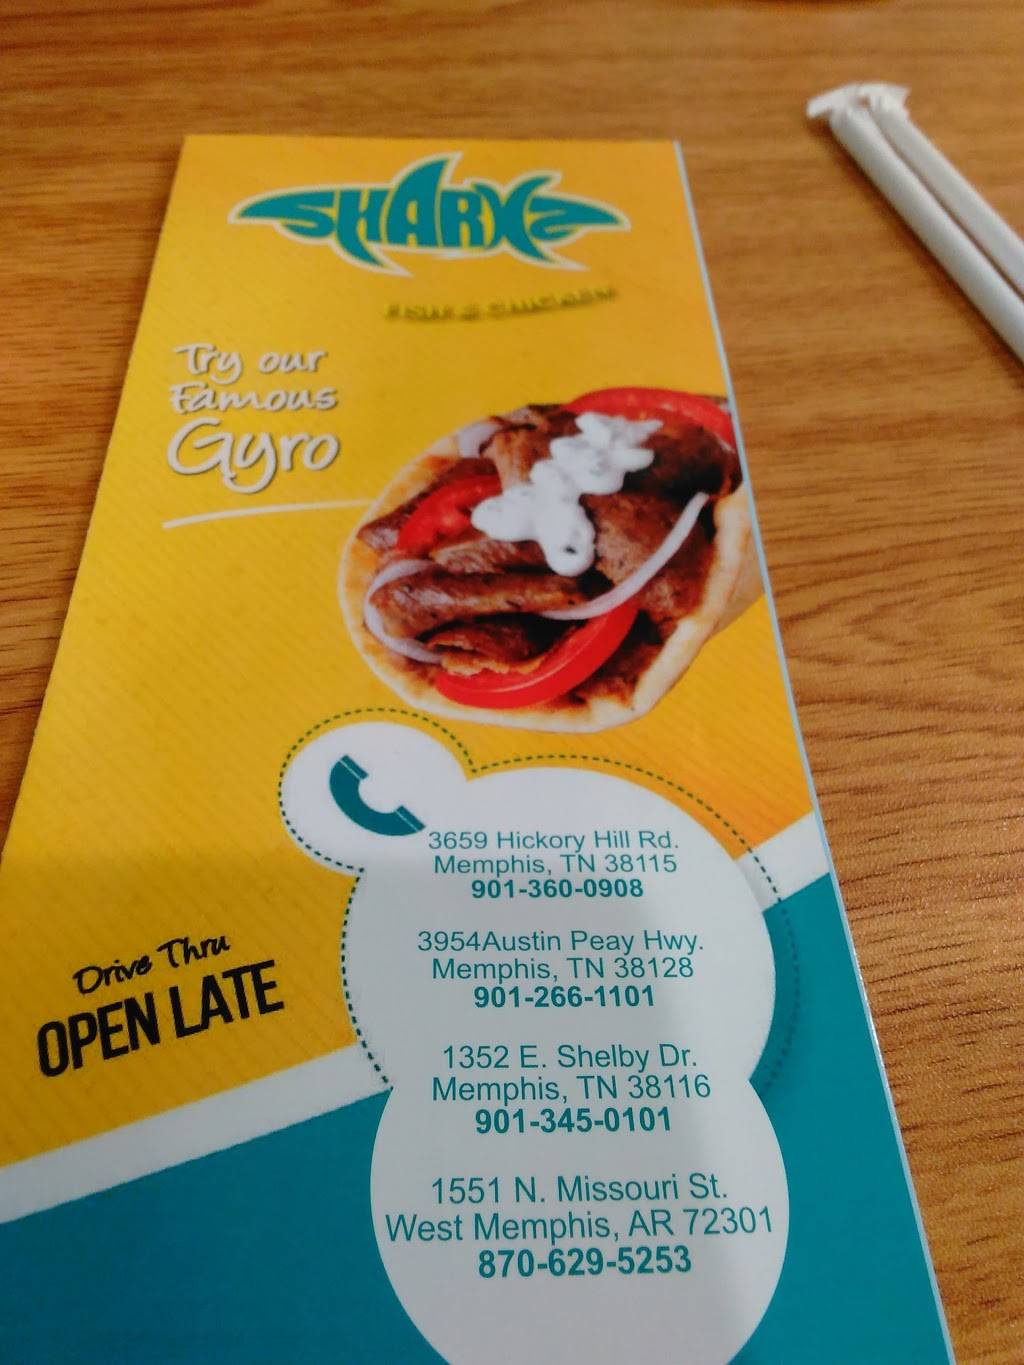 SHARKZ
FISH & CHICKEN
Try our
Famous
Gyro
3659 Hickory Hill Rd.
Memphis, TN 38115
901-360-0908
3954Austin Peay Hwy.
Memphis, TN 38128
901-266-1101
Drive Thru
OPEN LATE
1352 E. Shelby Dr.
Memphis, TN 38116
901-345-0101
1551 N. Missouri St.
West Memphis, AR 72301
870-629-5253